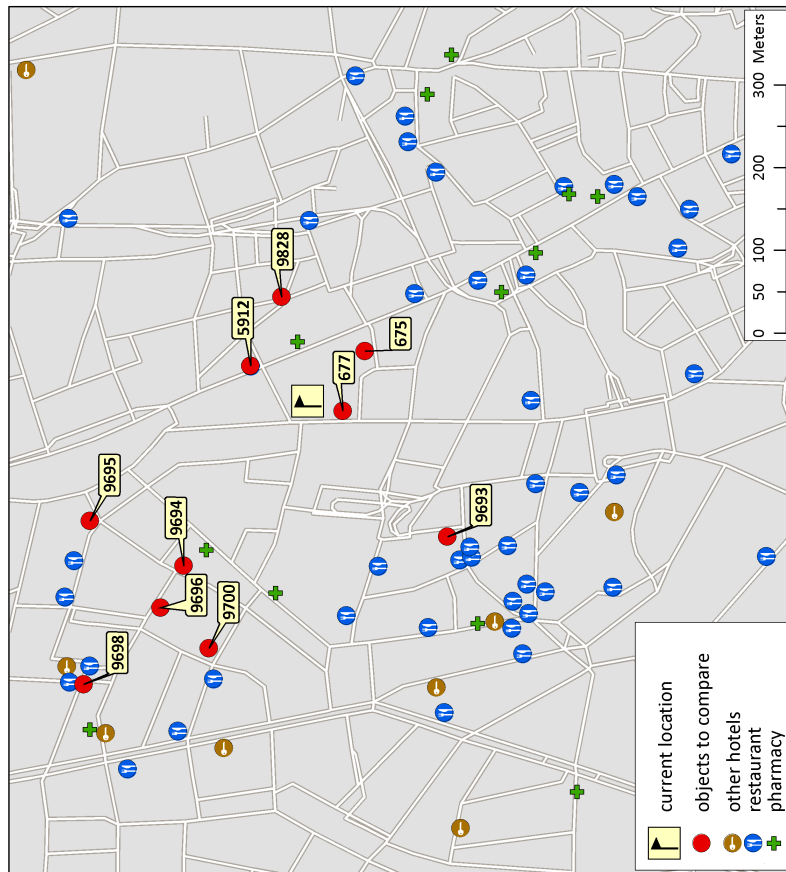 9695
9698
9694
9696
9700
5912
9828
677
675
9693
current location
objects to compare
other hotels
restaurant
pharmacy
0 50 100 200 300 Meters